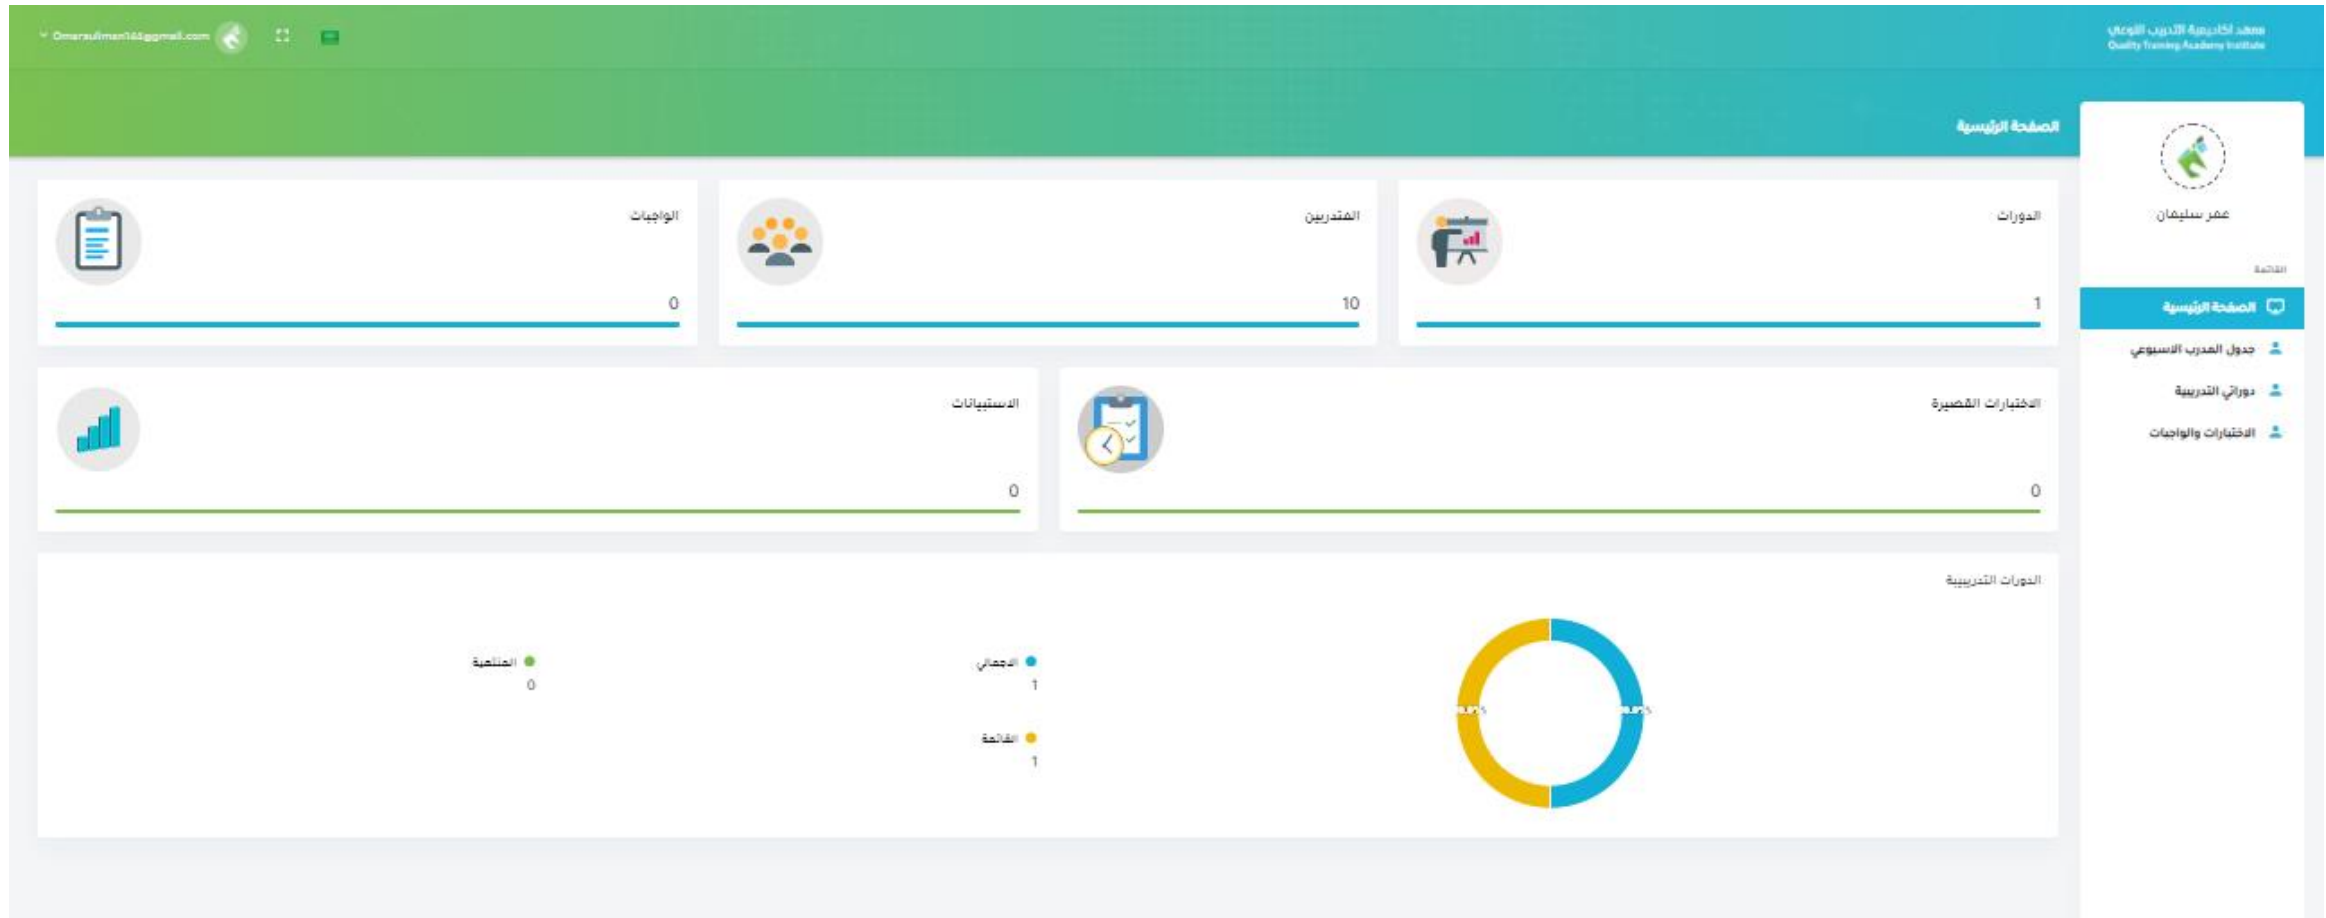 معهد اكاديمية التدريب النوعي
Quality Training Academy Institute
الصفحة الرئيسية
عمر سليمان
القائمة
الصفحة الرئيسية
جدول المدرب الاسبوعي
دوراتي التدريبية
الاختبارات والواجبات
الدورات
1
المتدربين
10
الواجبات
0
الاختبارات القصيرة
0
الاستبيانات
0
الدورات التدريبية
الاجمالي
1
المنتهية
0
القائمة
1